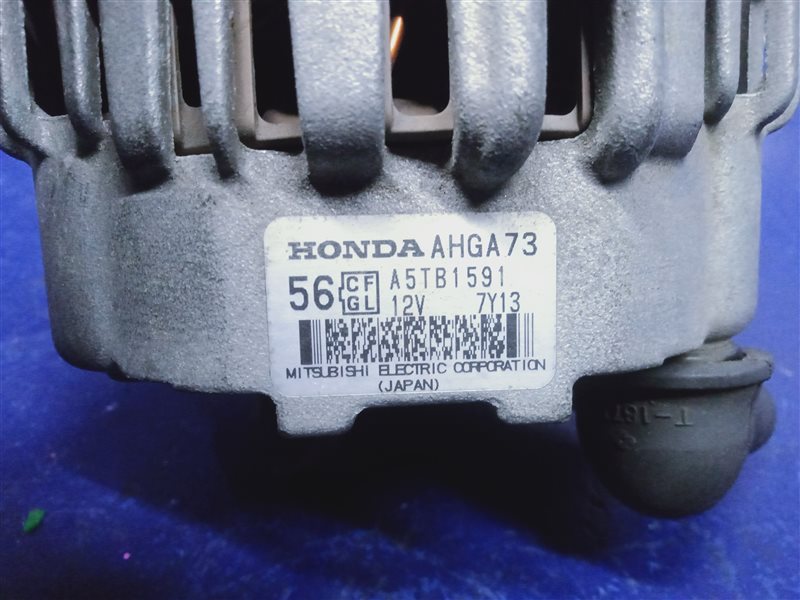 HONDA AHGA73
56 CF GL A5TB1591
12V 7Y13
MITSUBISHI ELECTRIC CORPORATION
(JAPAN)